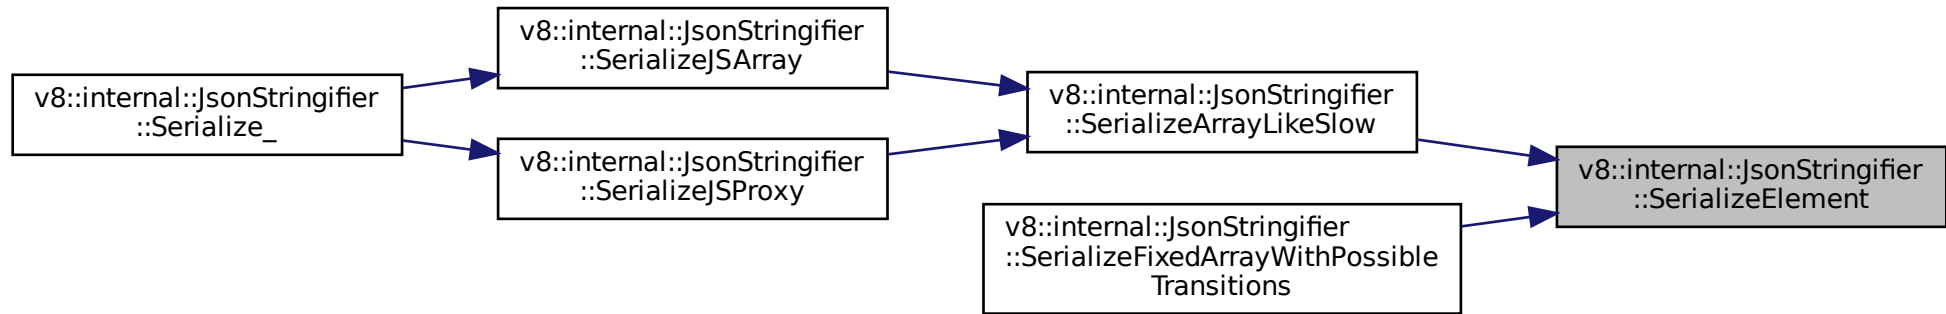 v8::internal::JsonStringifier
::Serialize_
v8::internal::JsonStringifier
::SerializeJSArray
v8::internal::JsonStringifier
::SerializeJSProxy
v8::internal::JsonStringifier
::SerializeArrayLikeSlow
v8::internal::JsonStringifier
::SerializeFixedArrayWithPossible
Transitions
v8::internal::JsonStringifier
::SerializeElement